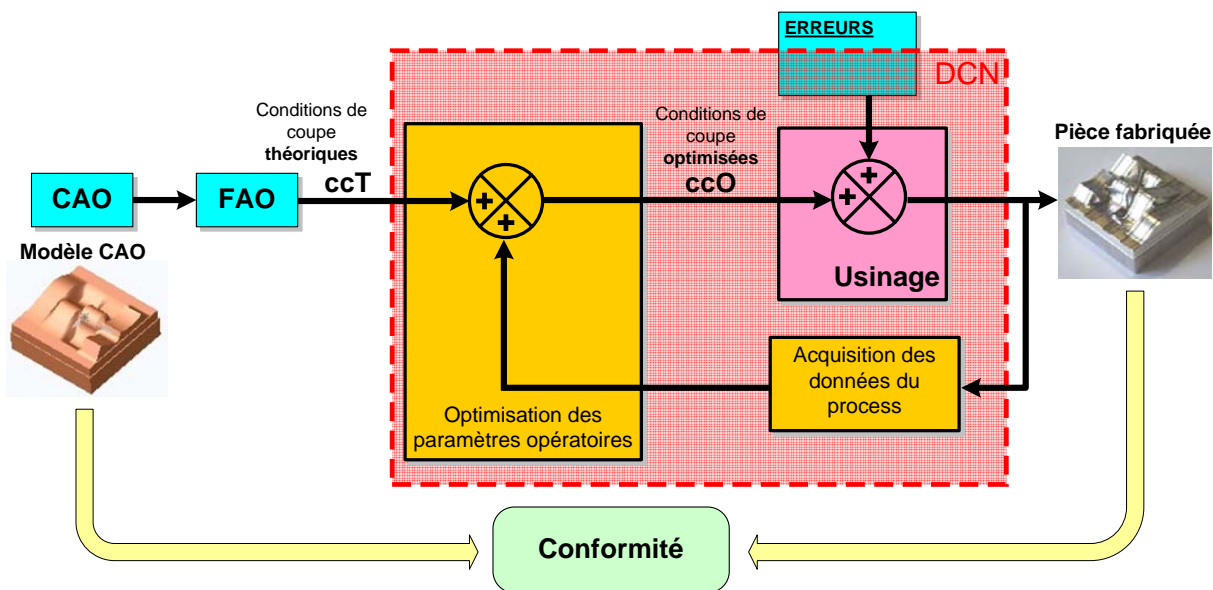 ERREURS
DCN
Conditions de
coupe
théoriques
ccT
Conditions de
coupe
optimisées
ccO
Pièce fabriquée
CAO
FAO
+
+
+
+
Modèle CAO
Usinage
Acquisition des
données du
process
Optimisation des
paramètres opératoires
Conformité